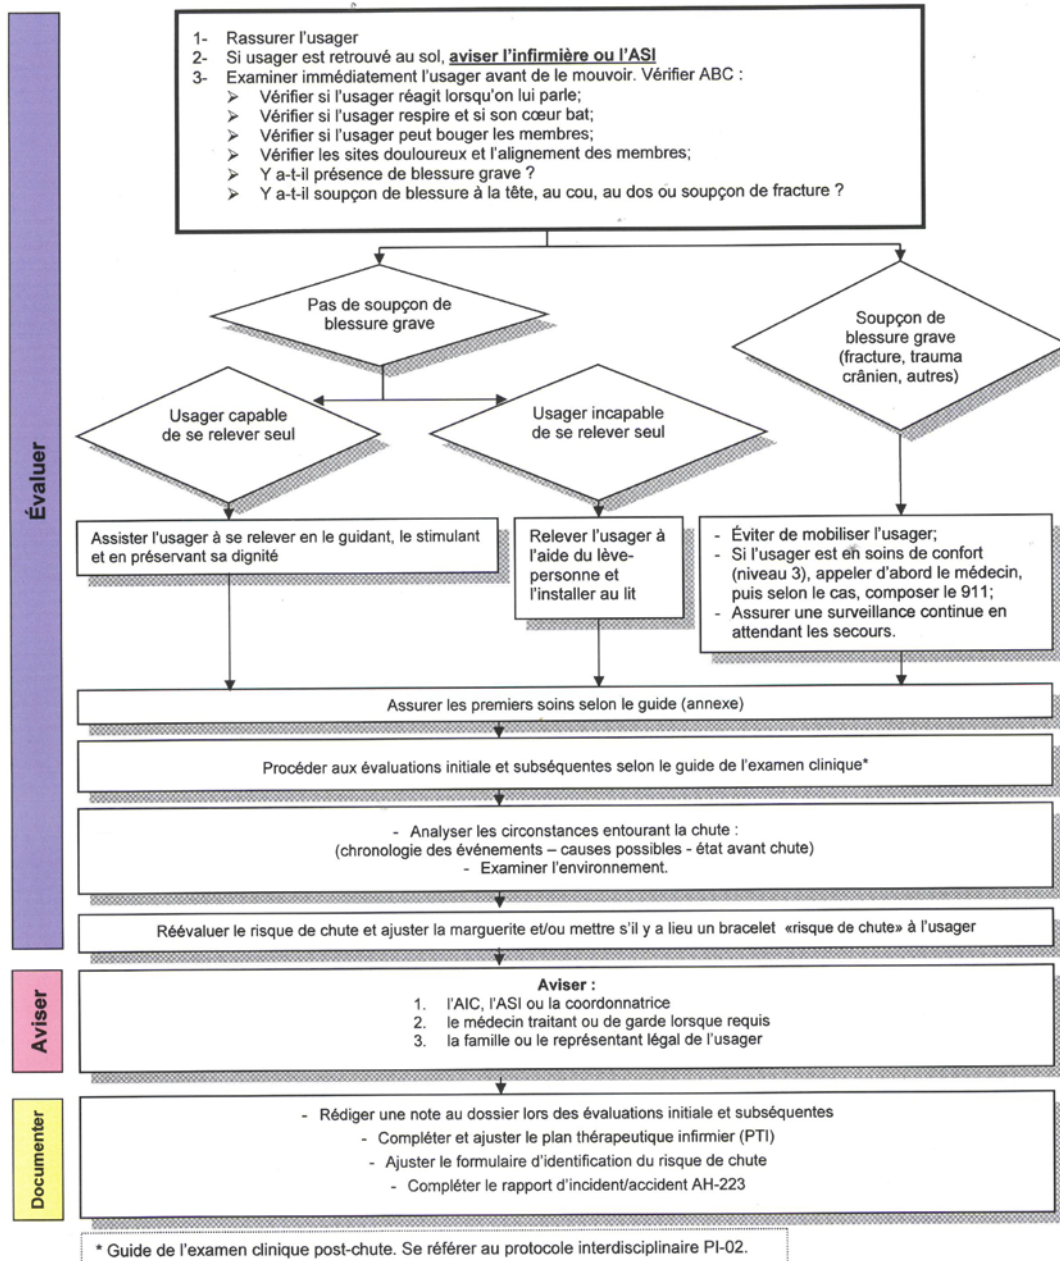 1- Rassurer l'usager
2- Si usager est retrouvé au sol, aviser l'infirmière ou l'ASI
3- Examiner immédiatement l'usager avant de le mouvoir. Vérifier ABC :
➢ Vérifier si l'usager réagit lorsqu'on lui parle;
➢ Vérifier si l'usager respire et si son cœur bat;
➢ Vérifier si l'usager peut bouger les membres;
➢ Vérifier les sites douloureux et l'alignement des membres;
➢ Y a-t-il présence de blessure grave ?
➢ Y a-t-il soupçon de blessure à la tête, au cou, au dos ou soupçon de fracture ?
Pas de soupçon de
blessure grave
Soupçon de
blessure grave
(fracture, trauma
crânien, autres)
Usager capable
de se relever seul
Usager incapable
de se relever seul
Évaluer
Assister l'usager à se relever en le guidant, le stimulant
et en préservant sa dignité
Relever l'usager à
l'aide du lève-
personne et
l'installer au lit
- Éviter de mobiliser l'usager;
- Si l'usager est en soins de confort
(niveau 3), appeler d'abord le médecin,
puis selon le cas, composer le 911;
- Assurer une surveillance continue en
attendant les secours.
Assurer les premiers soins selon le guide (annexe)
Procéder aux évaluations initiale et subséquentes selon le guide de l'examen clinique*
- Analyser les circonstances entourant la chute :
(chronologie des événements – causes possibles - état avant chute)
- Examiner l'environnement.
Réévaluer le risque de chute et ajuster la marguerite et/ou mettre s'il y a lieu un bracelet «risque de chute» à l'usager
Aviser
Aviser :
1. l'AIC, l'ASI ou la coordonnatrice
2. le médecin traitant ou de garde lorsque requis
3. la famille ou le représentant légal de l'usager
Documenter
- Rédiger une note au dossier lors des évaluations initiale et subséquentes
- Compléter et ajuster le plan thérapeutique infirmier (PTI)
- Ajuster le formulaire d'identification du risque de chute
- Compléter le rapport d'incident/accident AH-223
* Guide de l'examen clinique post-chute. Se référer au protocole interdisciplinaire PI-02.